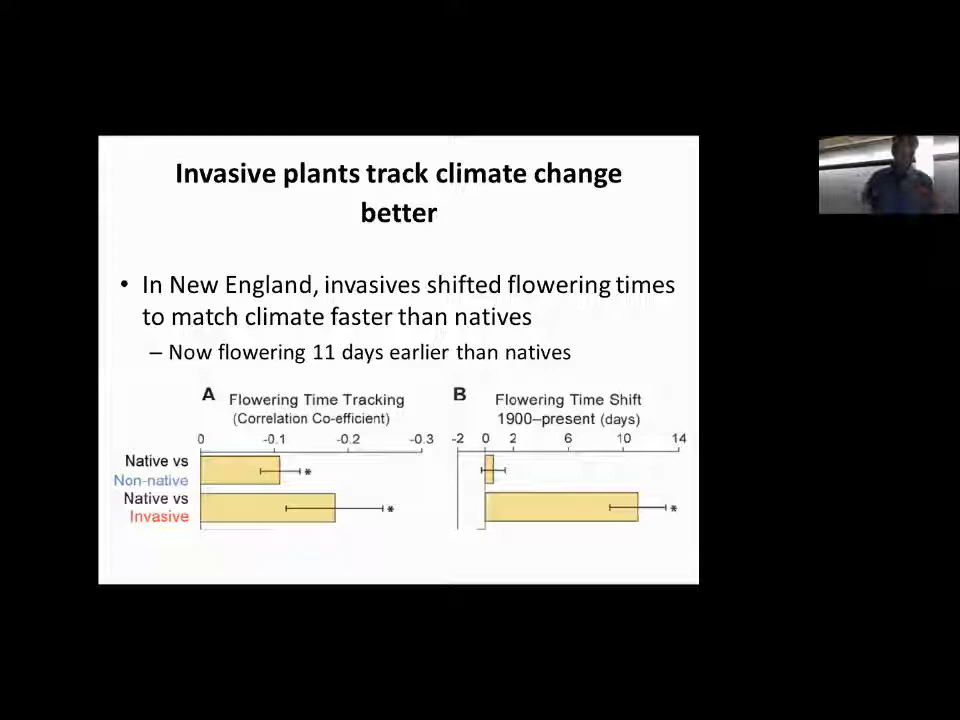 Invasive plants track climate change
better
• In New England, invasives shifted flowering times
to match climate faster than natives
– Now flowering 11 days earlier than natives
A Flowering Time Tracking
(Correlation Co-efficient)
0 -0.1 -0.2 -0.3
B Flowering Time Shift
1900–present (days)
-2 0 2 6 10 14
Native vs
Non-native
*
Native vs
Invasive
*
*